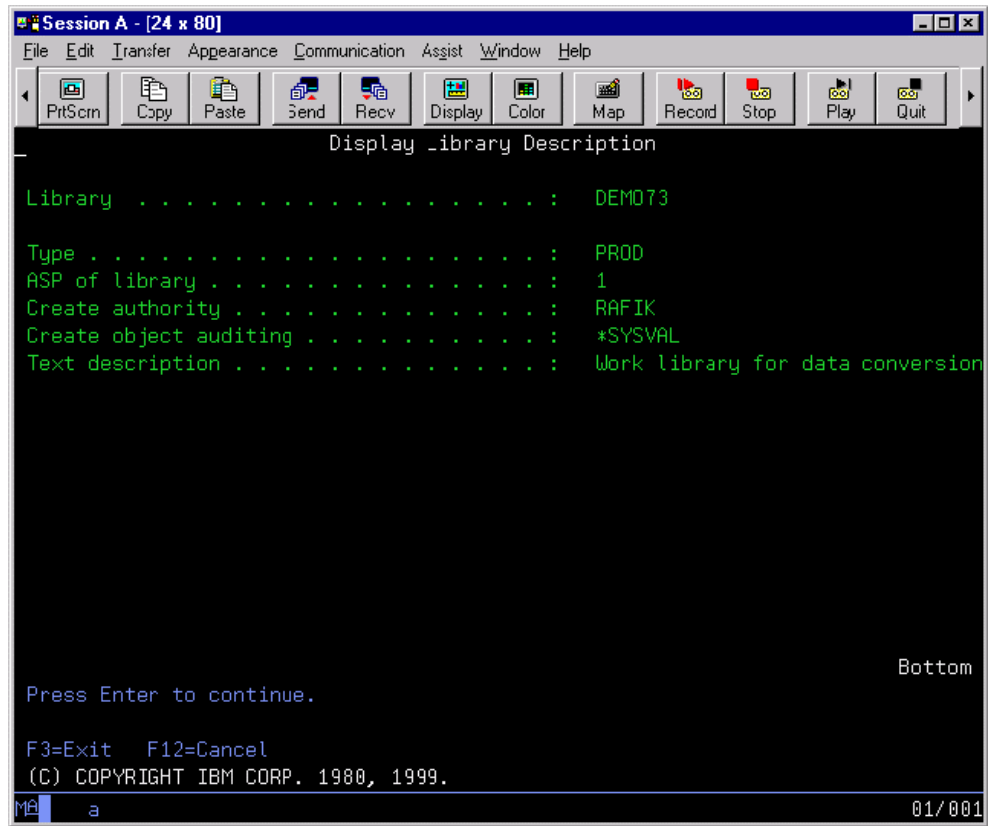 Session A - [24 x 80]
File Edit Transfer Appearance Communication Assist Window Help
PrtScrn Copy Paste Send Recv Display Color Map Record Stop Play Quit
Display Library Description
Library . . . . . . . . . . . . . . . . . . : DEMO73
Type . . . . . . . . . . . . . . . . . . . . : PROD
ASP of library . . . . . . . . . . . . . . . : 1
Create authority . . . . . . . . . . . . . . : RAFIK
Create object auditing . . . . . . . . . . . : *SYSVAL
Text description . . . . . . . . . . . . . . : Work library for data conversion
Bottom
Press Enter to continue.
F3=Exit F12=Cancel
(C) COPYRIGHT IBM CORP. 1980, 1999.
MA a 01/001